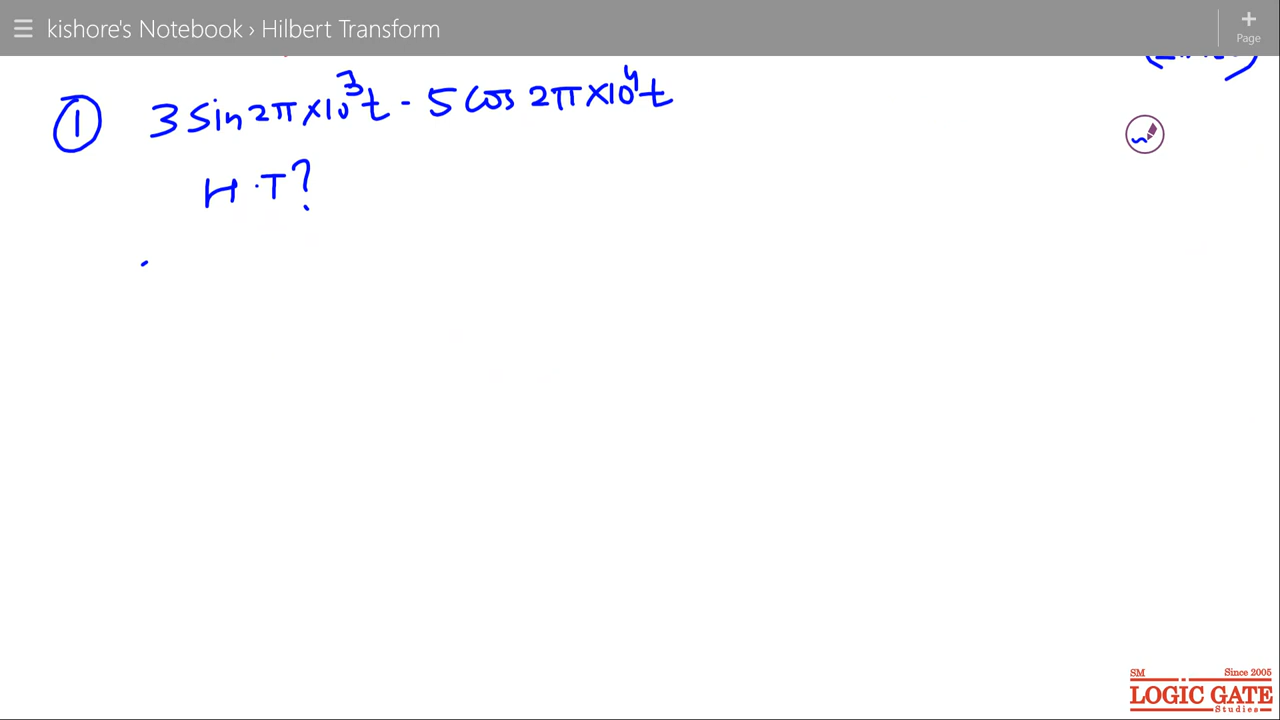 kishore's Notebook › Hilbert Transform
+
Page
① 3 Sin 2π×10³t - 5 Cos 2π×10⁴t
H.T?
SM
Since 2005
LOGIC GATE
Studies